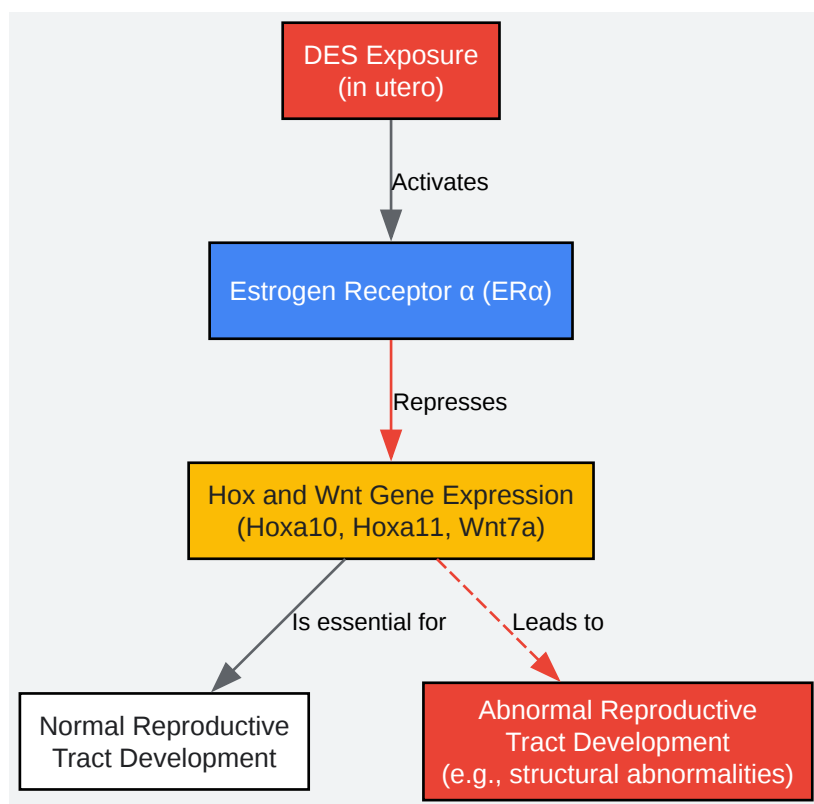 DES Exposure
(in utero)
Activates
Estrogen Receptor α (ERα)
Represses
Hox and Wnt Gene Expression
(Hoxa10, Hoxa11, Wnt7a)
Is essential for
Leads to
Normal Reproductive
Tract Development
Abnormal Reproductive
Tract Development
(e.g., structural abnormalities)